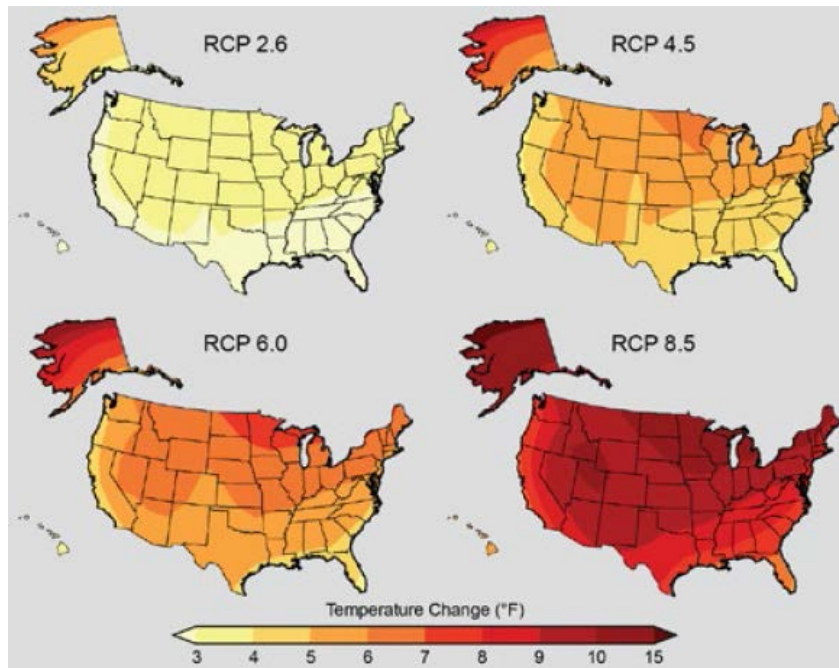 RCP 2.6
RCP 4.5
RCP 6.0
RCP 8.5
Temperature Change (°F)
3 4 5 6 7 8 9 10 15